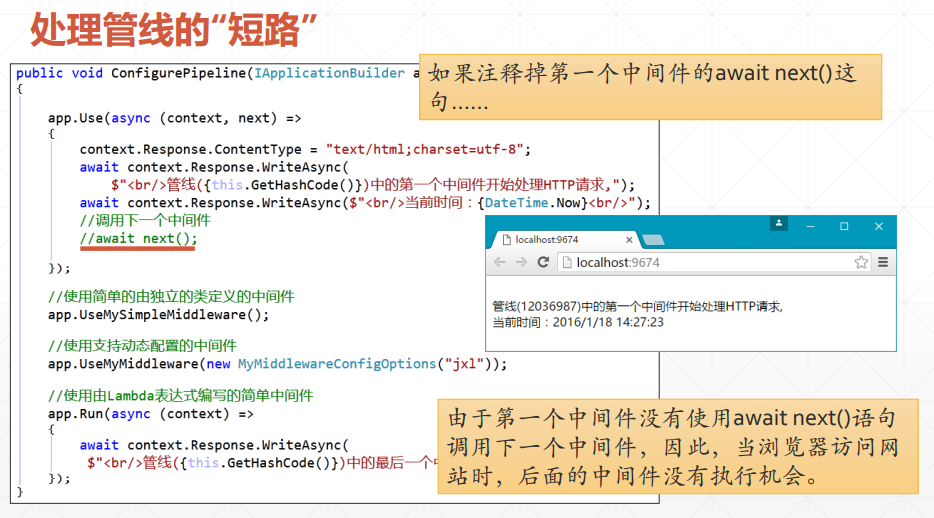 处理管线的“短路”
public void ConfigurePipeline(IApplicationBuilder
{
app.Use(async (context, next) =>
{
context.Response.ContentType = "text/html;charset=utf-8";
await context.Response.WriteAsync(
$"<br/>管线({this.GetHashCode()})中的第一个中间件开始处理HTTP请求,");
await context.Response.WriteAsync($"<br/>当前时间：{DateTime.Now}<br/>");
//调用下一个中间件
//await next();
});
//使用简单的由独立的类定义的中间件
app.UseMySimpleMiddleware();
//使用支持动态配置的中间件
app.UseMyMiddleware(new MyMiddlewareConfigOptions("jxl"));
//使用由Lambda表达式编写的简单中间件
app.Run(async (context) =>
{
await context.Response.WriteAsync(
$"<br/>管线({this.GetHashCode()})中的最后一个
});
}
如果注释掉第一个中间件的await next()这
句……
localhost:9674
localhost:9674
管线(12036987)中的第一个中间件开始处理HTTP请求,
当前时间：2016/1/18 14:27:23
由于第一个中间件没有使用await next()语句
调用下一个中间件，因此，当浏览器访问网
站时，后面的中间件没有执行机会。